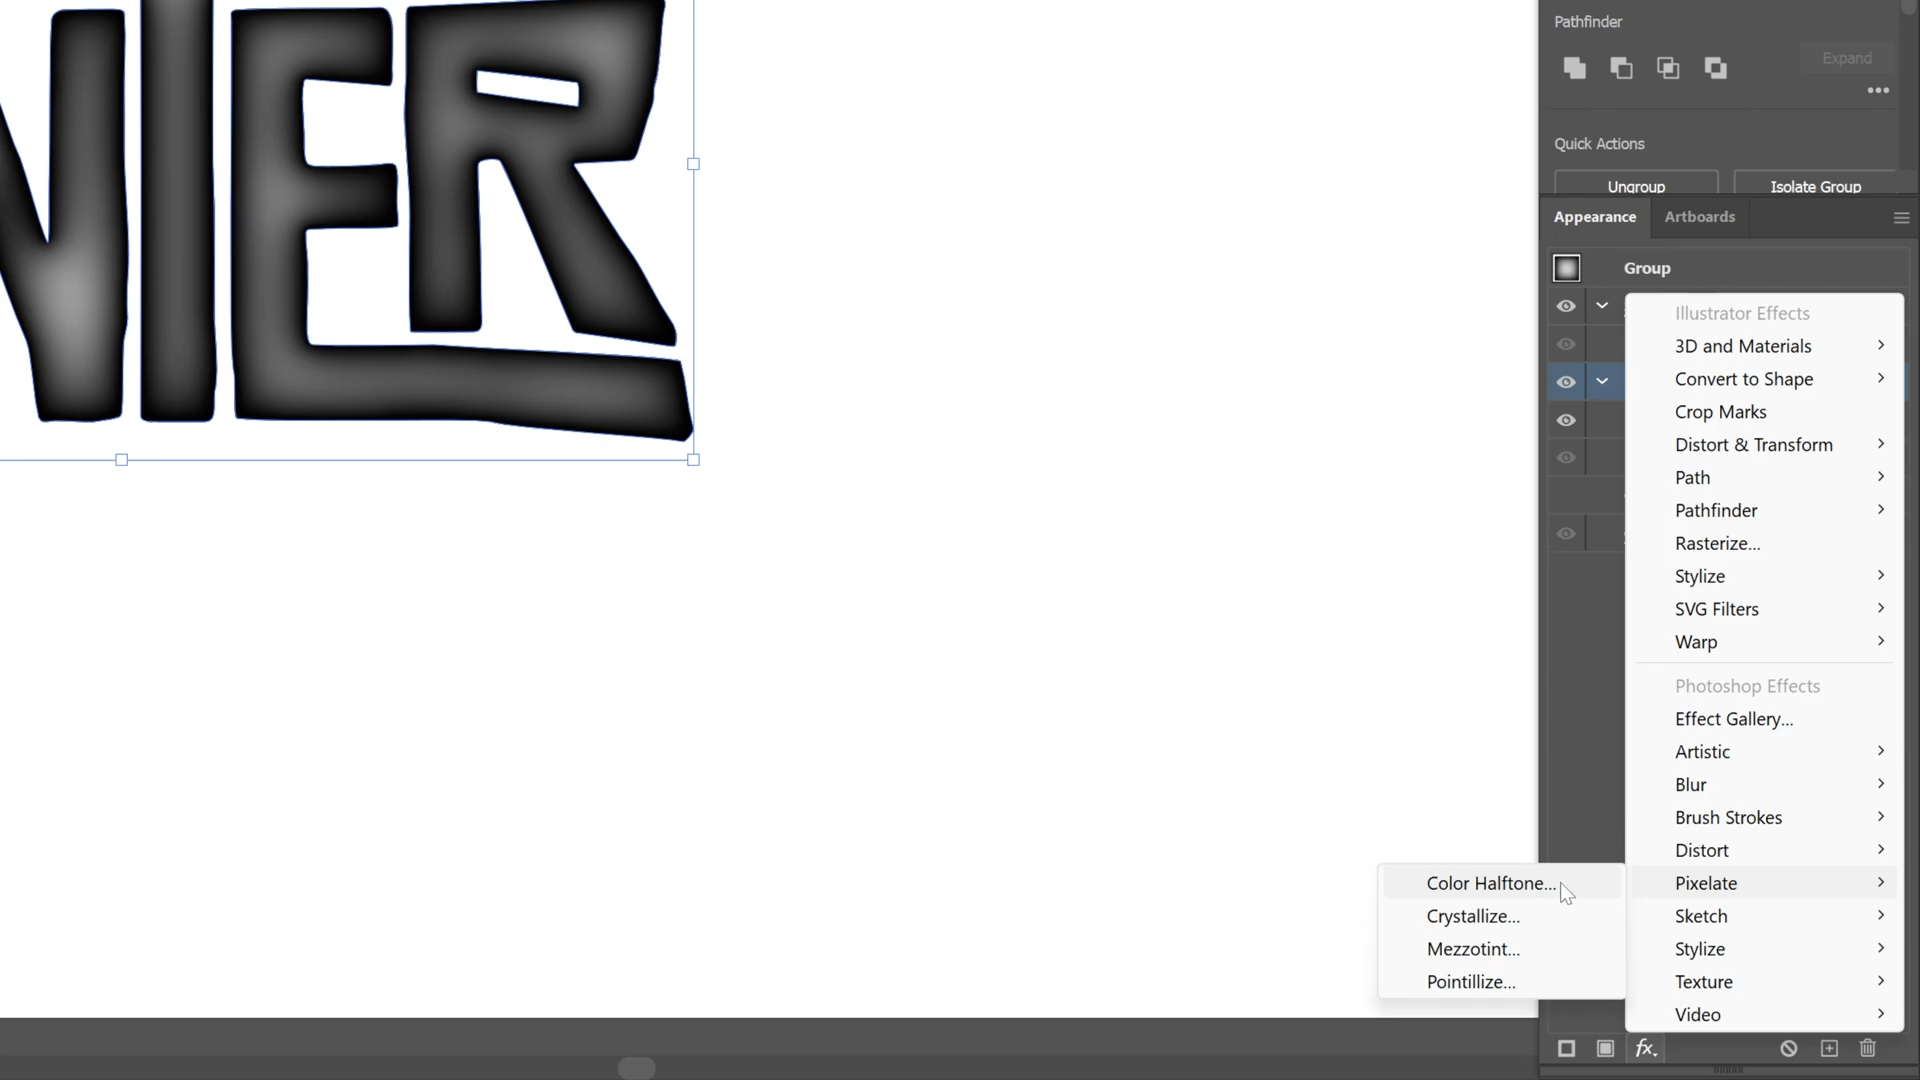 NIER
Pathfinder
Expand
Quick Actions
Ungroup
Isolate Group
Appearance
Artboards
Group
Illustrator Effects
3D and Materials
Convert to Shape
Crop Marks
Distort & Transform
Path
Pathfinder
Rasterize...
Stylize
SVG Filters
Warp
Photoshop Effects
Effect Gallery...
Artistic
Blur
Brush Strokes
Distort
Pixelate
Sketch
Stylize
Texture
Video
Color Halftone...
Crystallize...
Mezzotint...
Pointillize...
fx